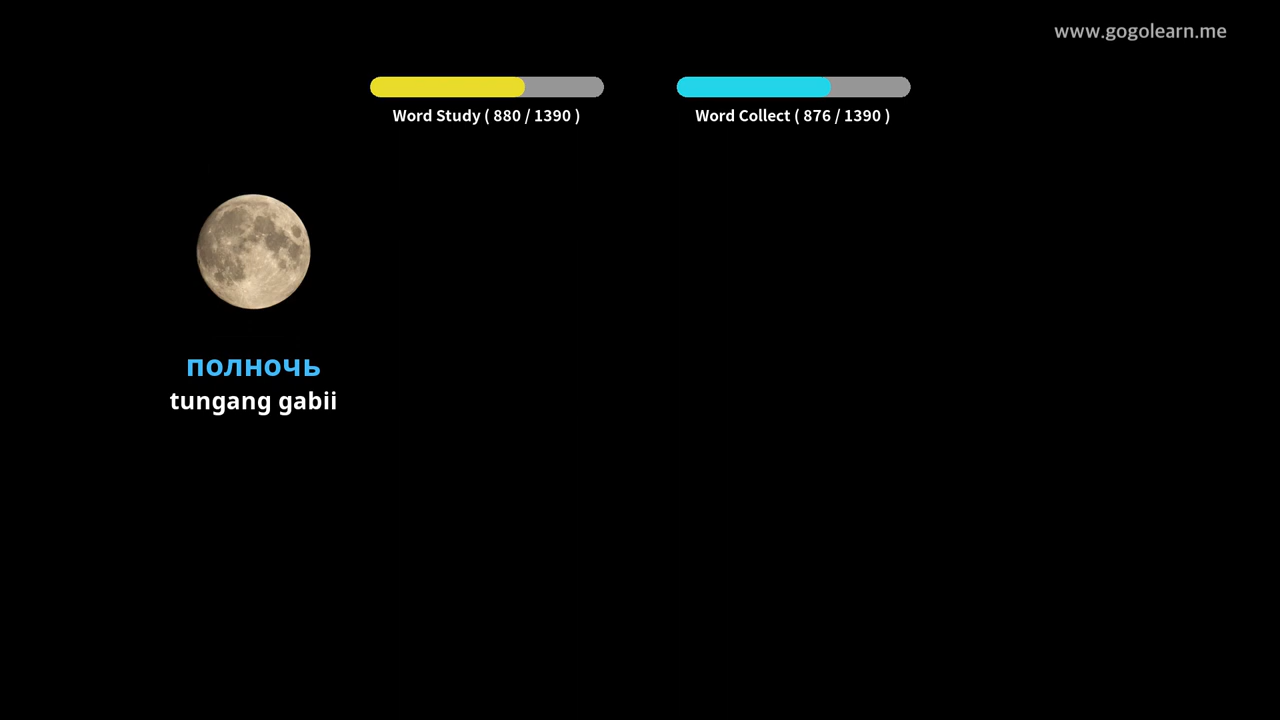 www.gogolearn.me
Word Study ( 880 / 1390 )
Word Collect ( 876 / 1390 )
полночь
tungang gabii